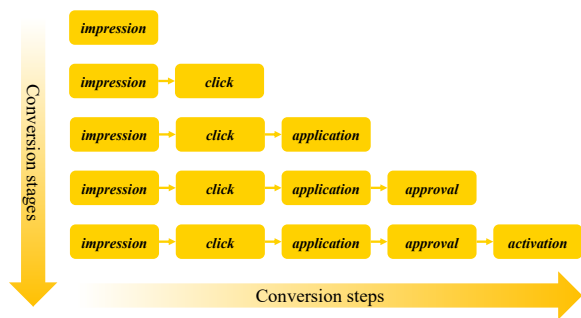 impression
impression click
impression click application
impression click application approval
impression click application approval activation
Conversion stages
Conversion steps